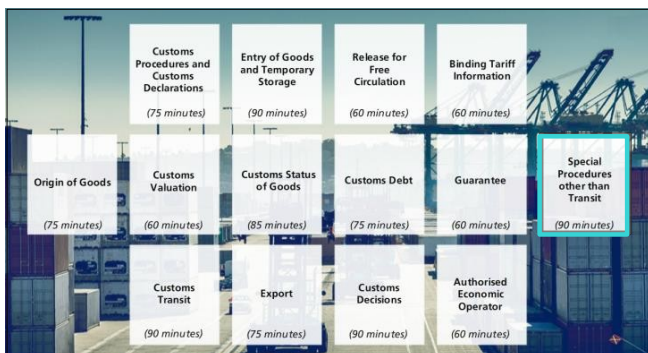 Customs
Procedures and
Customs
Declarations
(75 minutes)
Entry of Goods
and Temporary
Storage
(90 minutes)
Release for
Free
Circulation
(60 minutes)
Binding Tariff
Information
(60 minutes)
Origin of Goods
(75 minutes)
Customs
Valuation
(60 minutes)
Customs Status
of Goods
(85 minutes)
Customs Debt
(75 minutes)
Guarantee
(60 minutes)
Special
Procedures
other than
Transit
(90 minutes)
Customs
Transit
(90 minutes)
Export
(75 minutes)
Customs
Decisions
(90 minutes)
Authorised
Economic
Operator
(60 minutes)